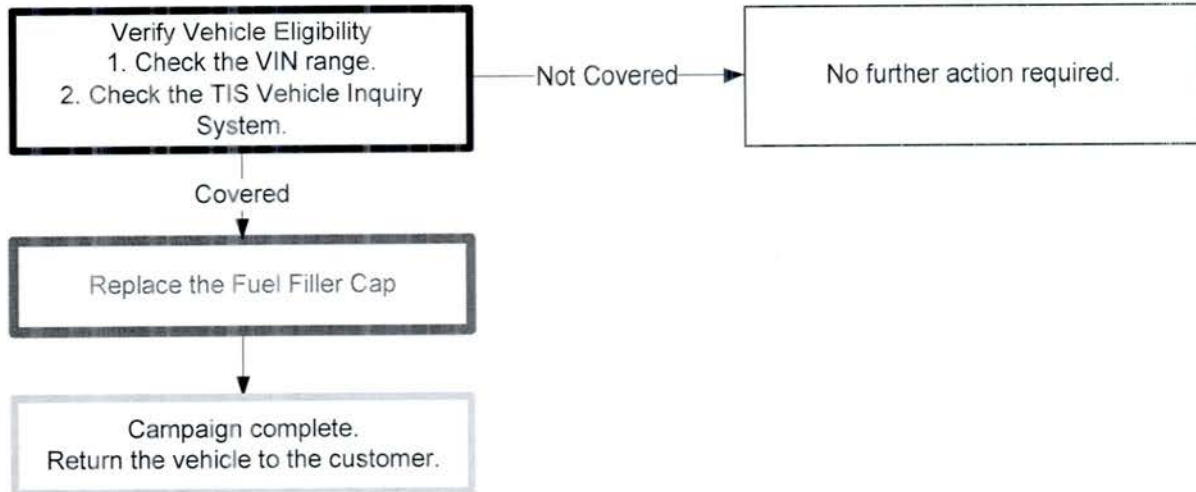 Verify Vehicle Eligibility
1. Check the VIN range.
2. Check the TIS Vehicle Inquiry
System.
Not Covered
No further action required.
Covered
Replace the Fuel Filler Cap
Campaign complete.
Return the vehicle to the customer.